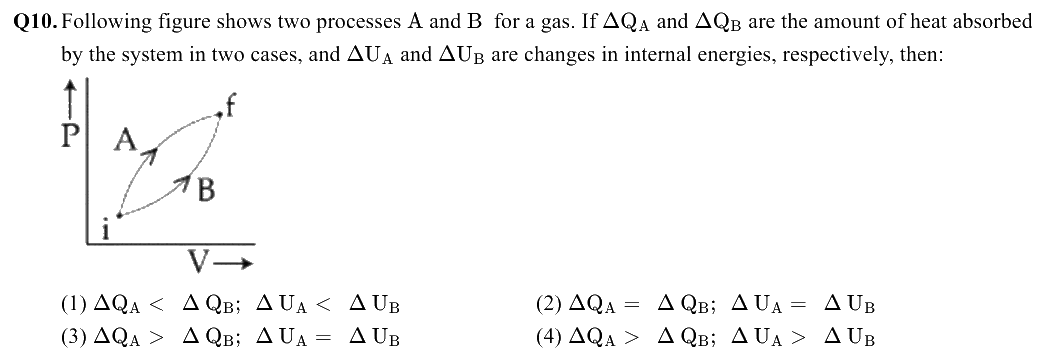 Q10. Following figure shows two processes A and B for a gas. If ΔQA and ΔQB are the amount of heat absorbed
by the system in two cases, and ΔUA and ΔUB are changes in internal energies, respectively, then:
f
P
A
B
i
V
(1) ΔQA < ΔQB; ΔUA < ΔUB
(2) ΔQA = ΔQB; ΔUA = ΔUB
(3) ΔQA > ΔQB; ΔUA = ΔUB
(4) ΔQA > ΔQB; ΔUA > ΔUB